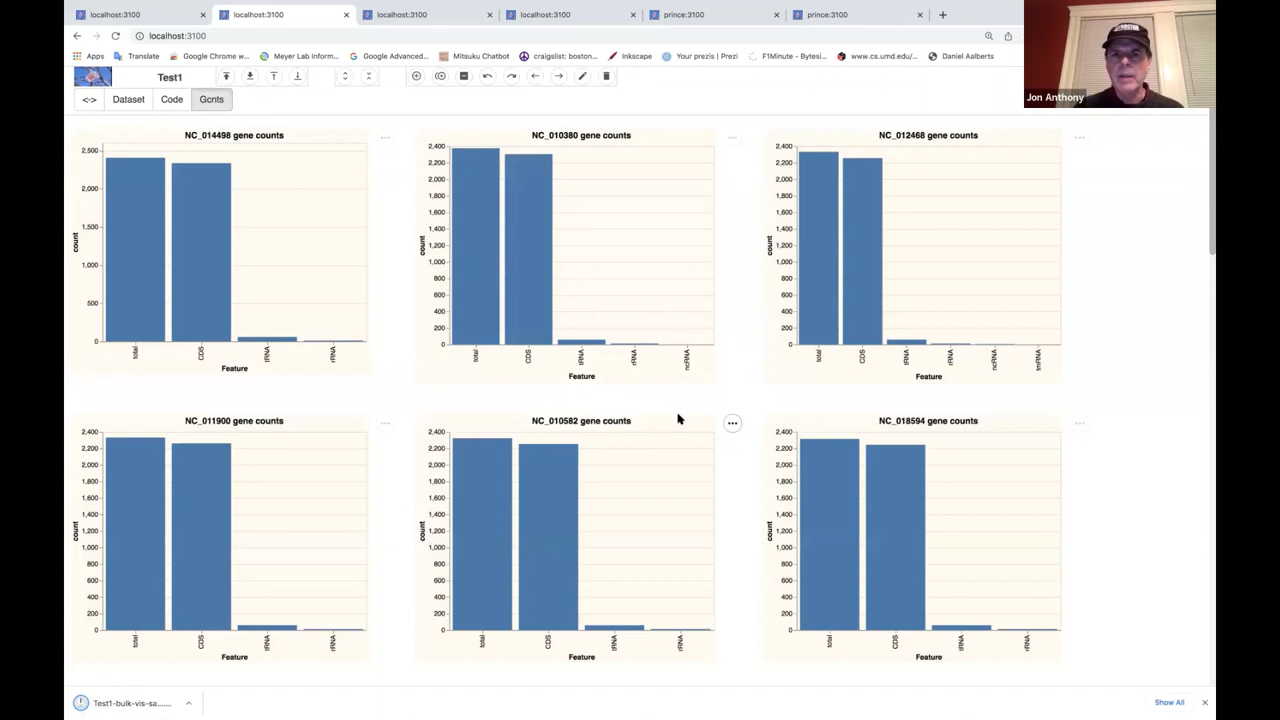 localhost:3100 localhost:3100 localhost:3100 localhost:3100 prince:3100 prince:3100
localhost:3100
Apps Translate Google Chrome w... Meyer Lab Inform... Google Advanced... Mitsuku Chatbot craigslist: boston... Inkscape Your prezis | Prezi F1Minute - Bytesi... www.cs.umd.edu/... Daniel Aalberts
Test1
<-> Dataset Code Gcnts
Jon Anthony
NC_014498 gene counts
2,500
2,000
1,500
1,000
500
0
count
total CDS tRNA rRNA
Feature
NC_010380 gene counts
2,400
2,200
2,000
1,800
1,600
1,400
1,200
1,000
800
600
400
200
0
count
total CDS tRNA rRNA ncRNA
Feature
NC_012468 gene counts
2,400
2,200
2,000
1,800
1,600
1,400
1,200
1,000
800
600
400
200
0
count
total CDS tRNA rRNA ncRNA tmRNA
Feature
NC_011900 gene counts
2,400
2,200
2,000
1,800
1,600
1,400
1,200
1,000
800
600
400
200
0
count
total CDS tRNA rRNA
Feature
NC_010582 gene counts
2,400
2,200
2,000
1,800
1,600
1,400
1,200
1,000
800
600
400
200
0
count
total CDS tRNA rRNA
Feature
NC_018594 gene counts
2,400
2,200
2,000
1,800
1,600
1,400
1,200
1,000
800
600
400
200
0
count
total CDS tRNA rRNA
Feature
Test1-bulk-vis-sa......
Show All